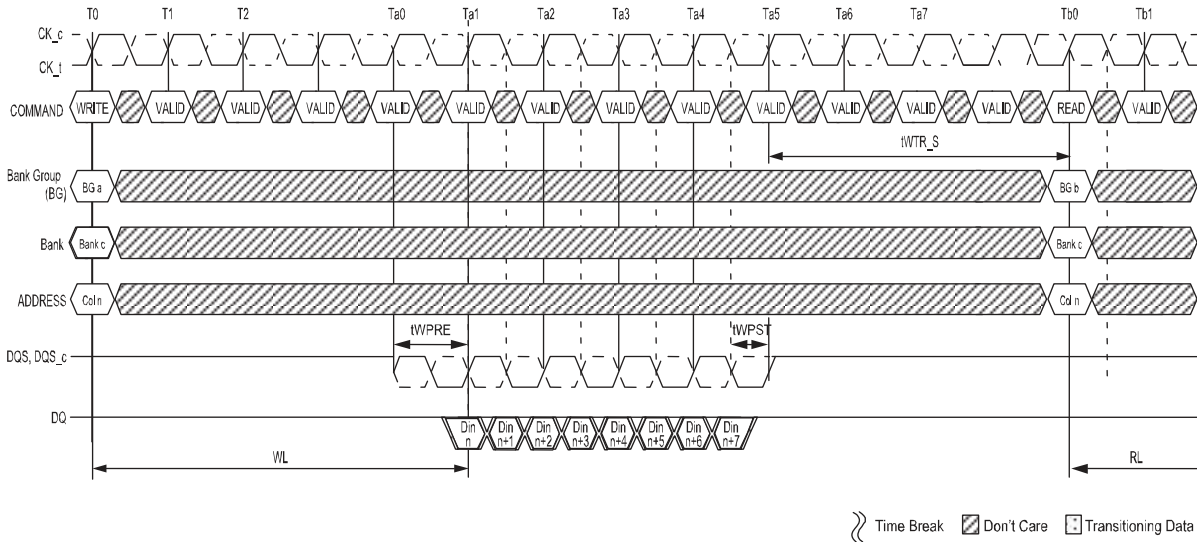 T0 T1 T2 Ta0 Ta1 Ta2 Ta3 Ta4 Ta5 Ta6 Ta7 Tb0 Tb1
CK_c
CK_t
COMMAND WRITE VALID VALID VALID VALID VALID VALID VALID VALID VALID VALID VALID VALID READ VALID
tWTR_S
Bank Group
(BG)
BG a BG b
Bank Bank c Bank c
ADDRESS Col n Col n
tWPRE tWPST
DQS, DQS_c
DQ
Din Din Din Din Din Din Din Din
n n+1 n+2 n+3 n+4 n+5 n+6 n+7
WL RL
Time Break Don't Care Transitioning Data